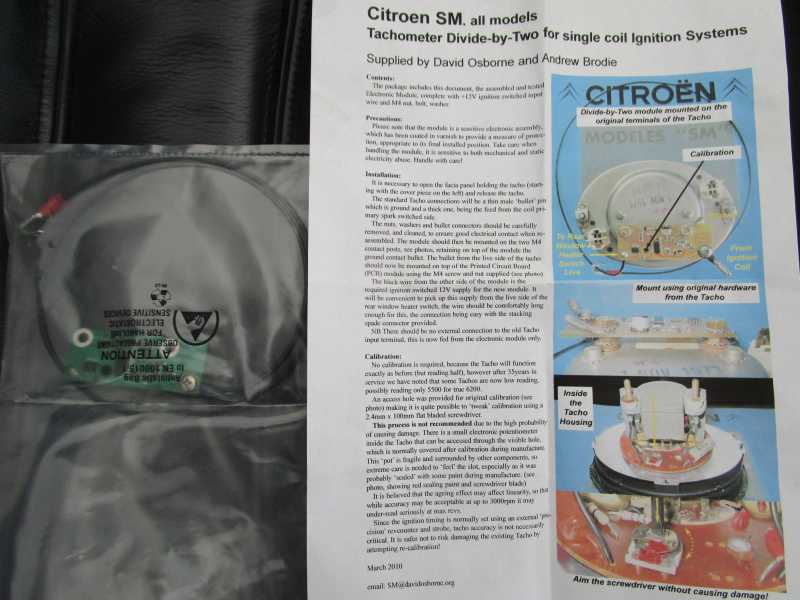 Citroen SM. all models
Tachometer Divide-by-Two for single coil Ignition Systems
Supplied by David Osborne and Andrew Brodie
Contents:
The package includes this document, the assembled and tested
Electronic Module, complete with +12V ignition switched input
wire and M4 nut, bolt, washer.
Precautions:
Please note that the module is a sensitive electronic assembly,
which has been coated in varnish to provide a measure of protec-
tion, appropriate to its final installed position. Take care when
handling the module, it is sensitive to both mechanical and static
electricity abuse. Handle with care!
Installation:
It is necessary to open the facia panel holding the tacho (start-
ing with the cover piece on the left) and release the tacho.
The standard Tacho connections will be a thin male 'bullet' pin
which is ground and a thick one, being the feed from the coil pri-
mary spark switched side.
The nuts, washers and bullet connectors should be carefully
removed, and cleaned, to ensure good electrical contact when re-
assembled. The module should then be mounted on the two M4
contact posts, see photos, retaining on top of the module the
ground contact bullet. The bullet from the live side of the tacho
should now be mounted on top of the Printed Circuit Board
(PCB) module using the M4 screw and nut supplied (see photo)
The black wire from the other side of the module is the
required ignition switched 12V supply for the new module. It
will be convenient to pick up this supply from the live side of the
rear window heater switch, the wire should be comfortably long
enough for this, the connection being easy with the stacking
spade connector provided.
NB There should be no external connection to the old Tacho
input terminal, this is now fed from the electronic module only.
Calibration:
No calibration is required, because the Tacho will function
exactly as before (but reading half), however after 35years in
service we have noted that some Tachos are now low reading,
possibly reading only 5500 for true 6200.
An access hole was provided for original calibration (see
photo) making it is quite possible to 'tweak' calibration using a
2.4mm x 100mm flat bladed screwdriver.
This process is not recommended due to the high probability
of causing damage. There is a small electronic potentiometer
inside the Tacho that can be accessed through the visible hole,
which is normally covered after calibration during manufacture.
This 'pot' is fragile and surrounded by other components, so
extreme care is needed to 'feel' the slot, especially as it was
probably 'sealed' with some paint during manufacture. (see
photo, showing red sealing paint and screwdriver blade)
It is believed that the ageing effect may affect linearity, so that
while accuracy may be acceptable at up to 3000rpm it may
under-read seriously at max revs.
Since the ignition timing is normally set using an external 'pre-
cision' revcounter and strobe, tacho accuracy is not necessarily
critical. It is safer not to risk damaging the existing Tacho by
attempting re-calibration!
March 2010
email: SM@davidosborne.org
CITROËN
Divide-by-Two module mounted on the
original terminals of the Tacho
MODELES "SM"
Calibration
To Rear
Window
Heater
Switch
Live
From
Ignition
Coil
Mount using original hardware
from the Tacho
Inside
the
Tacho
Housing
Aim the screwdriver without causing damage!
ATTENTION
OBSERVE PRECAUTIONS
FOR HANDLING
ELECTROSTATIC
SENSITIVE DEVICES